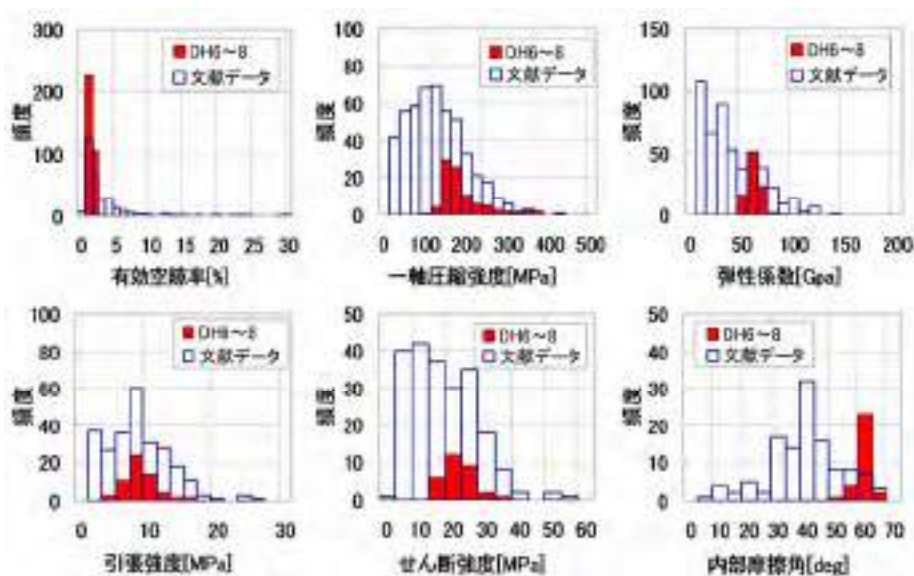 300
200
100
0
頻度
DH6～8
文献データ
0 5 10 15 20 25 30
有効空隙率[%]
100
80
60
40
20
0
頻度
DH6～8
文献データ
0 100 200 300 400 500
一軸圧縮強度[MPa]
150
100
50
0
頻度
DH6～8
文献データ
0 50 100 150 200
弾性係数[Gpa]
100
80
60
40
20
0
頻度
DH6～8
文献データ
0 10 20 30
引張強度[MPa]
50
40
30
20
10
0
頻度
DH6～8
文献データ
0 10 20 30 40 50 60
せん断強度[MPa]
50
40
30
20
10
0
頻度
DH6～8
文献データ
0 10 20 30 40 50 60 70
内部摩擦角[deg]